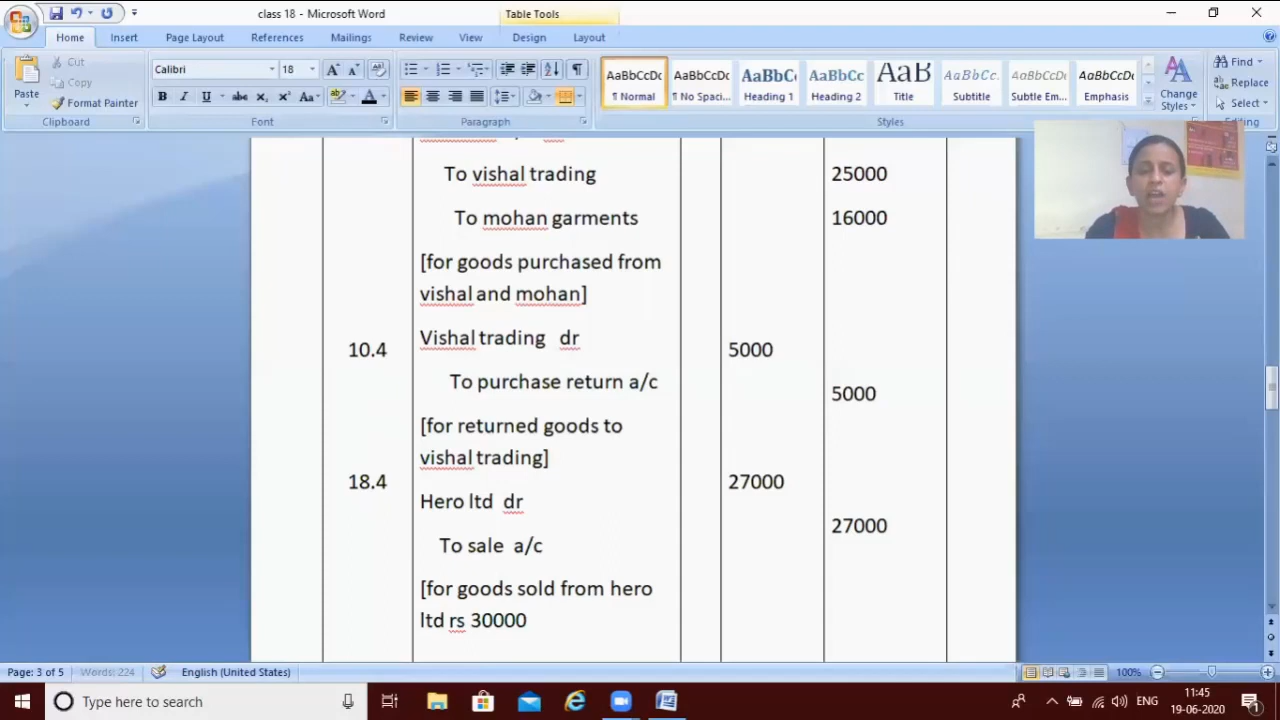 class 18 - Microsoft Word
Table Tools
Home Insert Page Layout References Mailings Review View Design Layout
Paste
Cut
Copy
Format Painter
Clipboard
Calibri 18
Font
Paragraph
AaBbCcDc
¶ Normal
AaBbCcDc
¶ No Spaci...
AaBbC
Heading 1
AaBbCc
Heading 2
AaB
Title
AaBbCc.
Subtitle
AaBbCcDc
Subtle Em...
AaBbCcDc
Emphasis
Change Styles
Styles
Find
Replace
Select
Editing
To vishal trading 25000
To mohan garments 16000
[for goods purchased from
vishal and mohan]
10.4 Vishal trading dr 5000
To purchase return a/c 5000
[for returned goods to
vishal trading]
18.4 Hero ltd dr 27000
To sale a/c 27000
[for goods sold from hero
ltd rs 30000
Page: 3 of 5 Words: 224 English (United States) 100%
Type here to search
ENG
11:45
19-06-2020